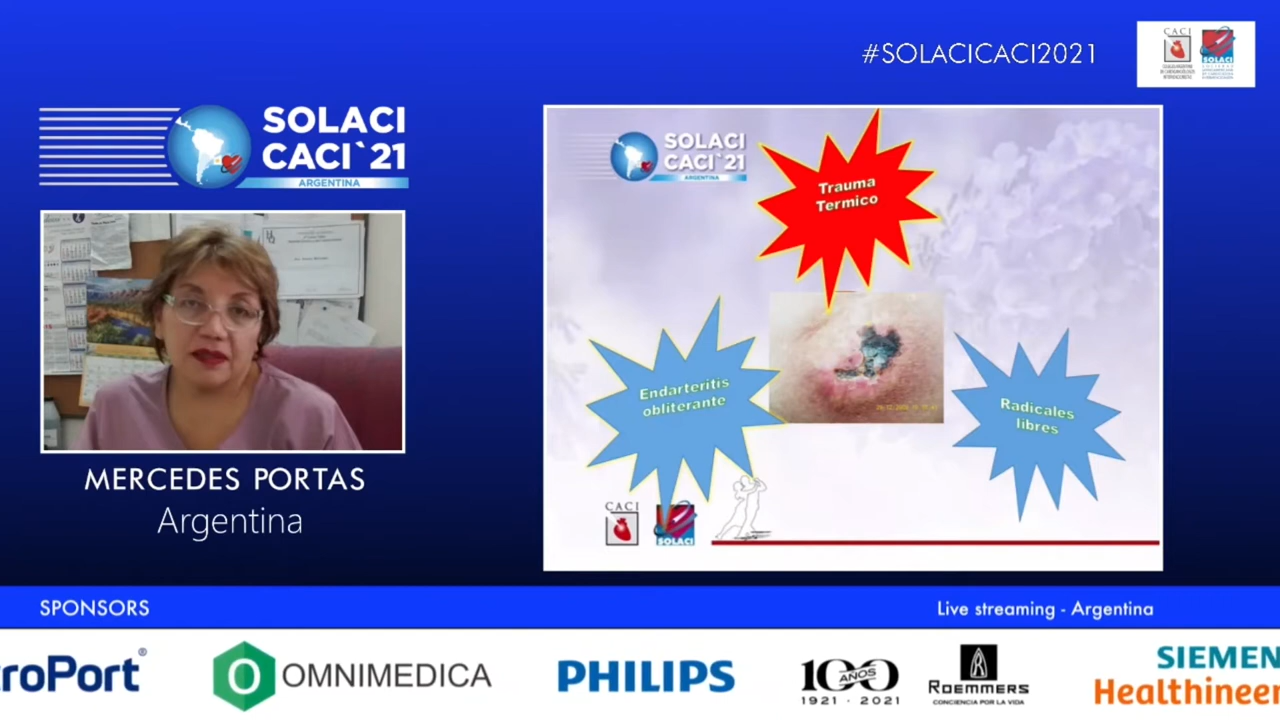 #SOLACICACI2021
CACI
SOLACI
SOLACI
CACI`21
ARGENTINA
SOLACI
CACI`21
ARGENTINA
Trauma
Termico
Endarteritis
obliterante
Radicales
libres
CACI
SOLACI
MERCEDES PORTAS
Argentina
SPONSORS
Live streaming - Argentina
roPort®
OMNIMEDICA
PHILIPS
100
AÑOS
1921 · 2021
ROEMMERS
CONCIENCIA POR LA VIDA
SIEMEN
Healthineer